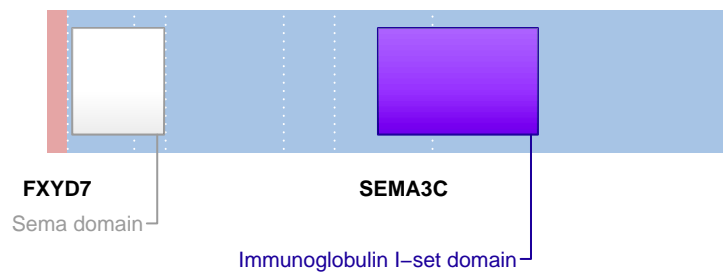 FXYD7 SEMA3C
Sema domain
Immunoglobulin I−set domain